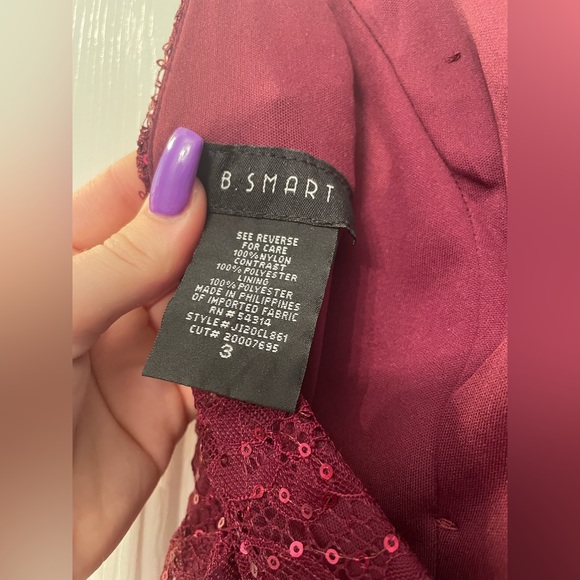 B. SMART
SEE REVERSE
FOR CARE
100% NYLON
CONTRAST
100% POLYESTER
LINING
100% POLYESTER
MADE IN PHILIPPINES
OF IMPORTED FABRIC
RN# 54314
STYLE# J120CL861
CUT# 20007695
3